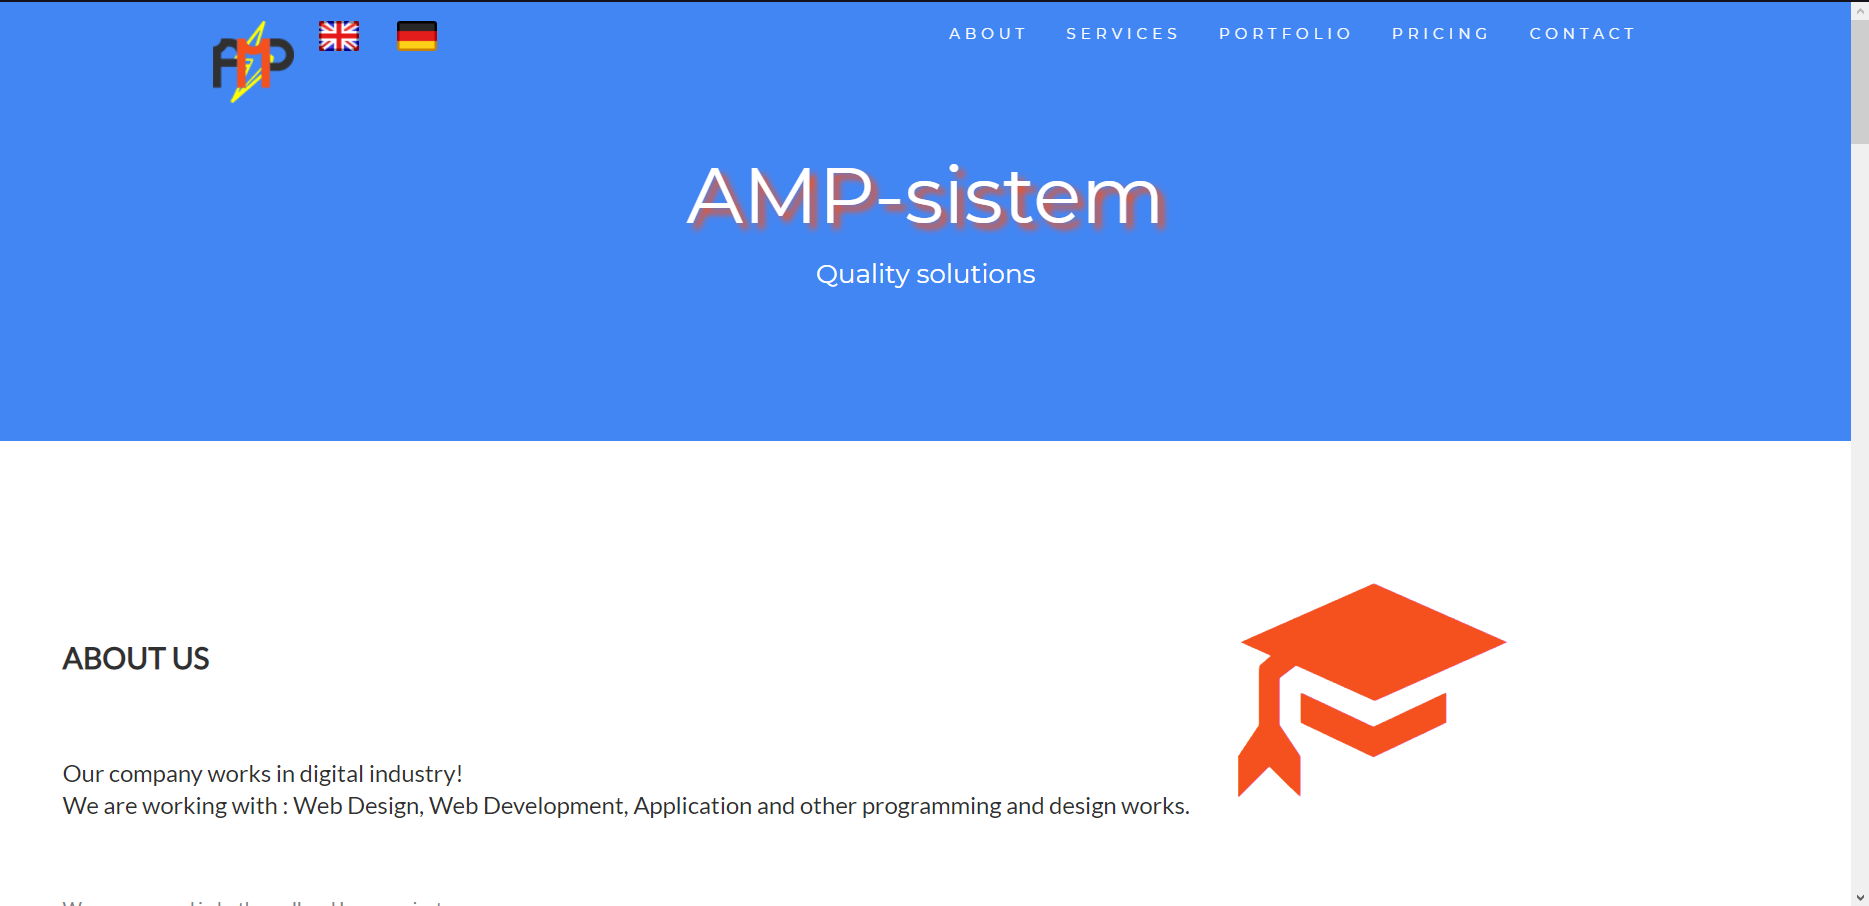 AMP
ABOUT SERVICES PORTFOLIO PRICING CONTACT
AMP-sistem
Quality solutions
ABOUT US
Our company works in digital industry!
We are working with : Web Design, Web Development, Application and other programming and design works.